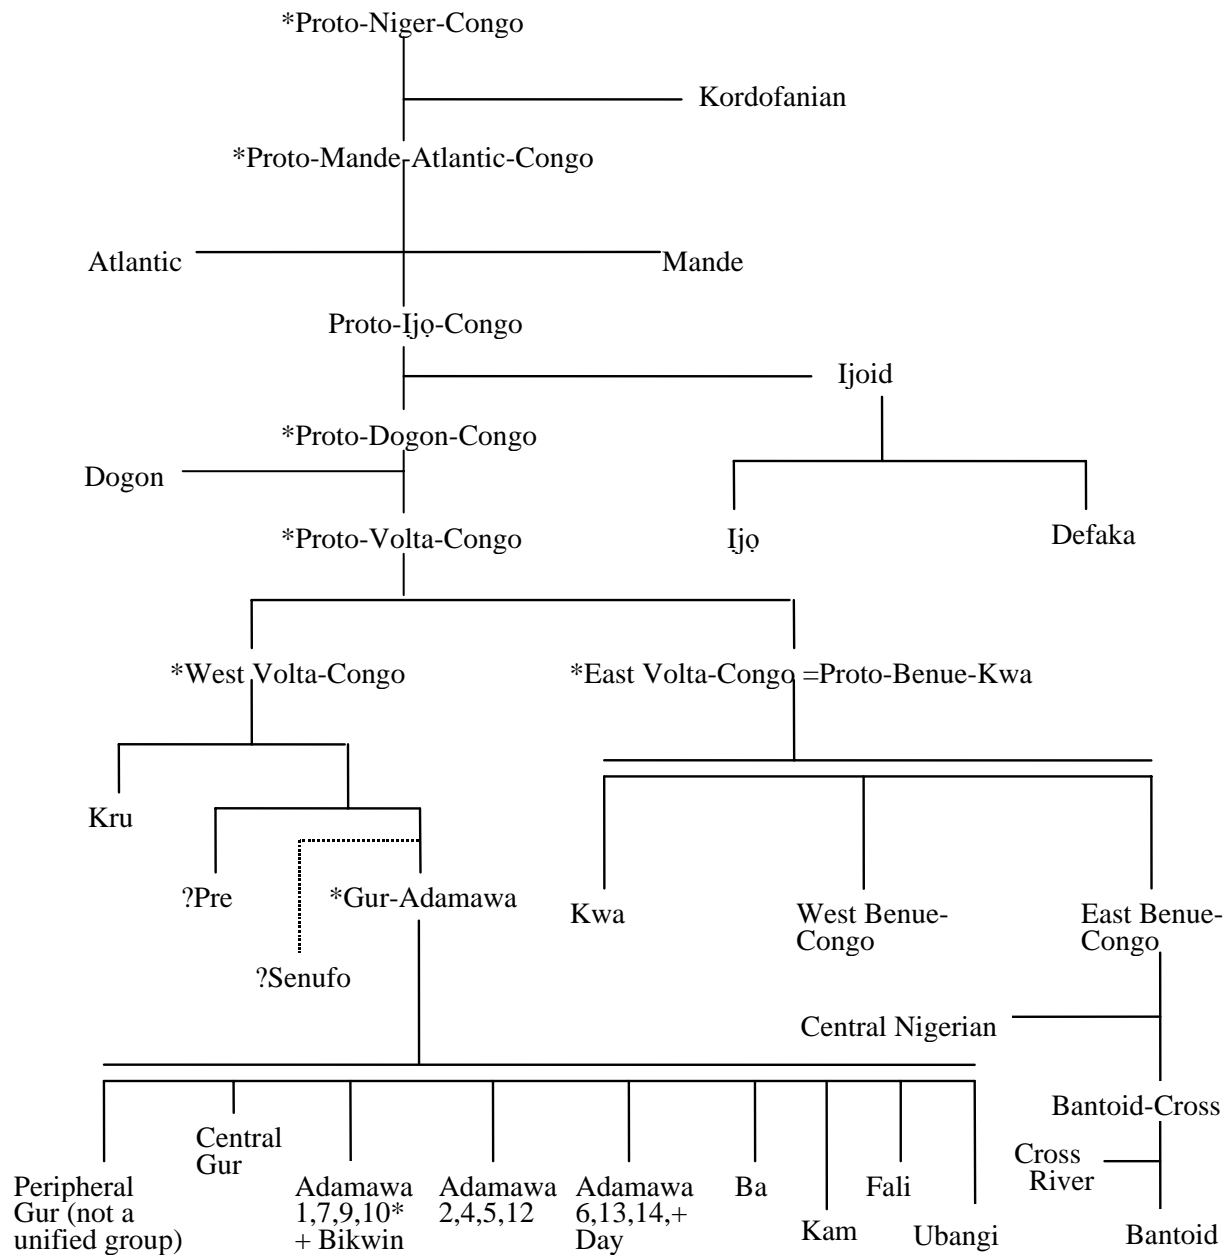 *Proto-Niger-Congo
Kordofanian
*Proto-Mande-Atlantic-Congo
Atlantic
Mande
Proto-Ịjọ-Congo
Ijoid
*Proto-Dogon-Congo
Dogon
*Proto-Volta-Congo
Ịjọ
Defaka
*West Volta-Congo
*East Volta-Congo =Proto-Benue-Kwa
Kru
?Pre
*Gur-Adamawa
?Senufo
Kwa
West Benue-
Congo
East Benue-
Congo
Central Nigerian
Bantoid-Cross
Cross
River
Bantoid
Peripheral
Gur (not a
unified group)
Central
Gur
Adamawa
1,7,9,10*
+ Bikwin
Adamawa
2,4,5,12
Adamawa
6,13,14,+
Day
Ba
Kam
Fali
Ubangi